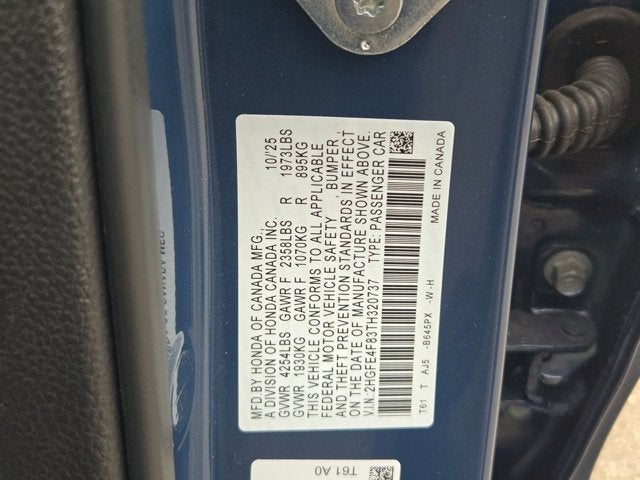 MFD.BY HONDA OF CANADA MFG., 10/25
A DIVISION OF HONDA CANADA INC.
GVWR 4254LBS GAWR F 2358LBS R 1973LBS
GVWR 1930KG GAWR F 1070KG R 895KG
THIS VEHICLE CONFORMS TO ALL APPLICABLE
FEDERAL MOTOR VEHICLE SAFETY, BUMPER,
AND THEFT PREVENTION STANDARDS IN EFFECT
ON THE DATE OF MANUFACTURE SHOWN ABOVE.
V.I.N.:2HGFE4F83TH320737 TYPE: PASSENGER CAR
T61 T AJ5 -B645PX -W-H
MADE IN CANADA
T61 A0